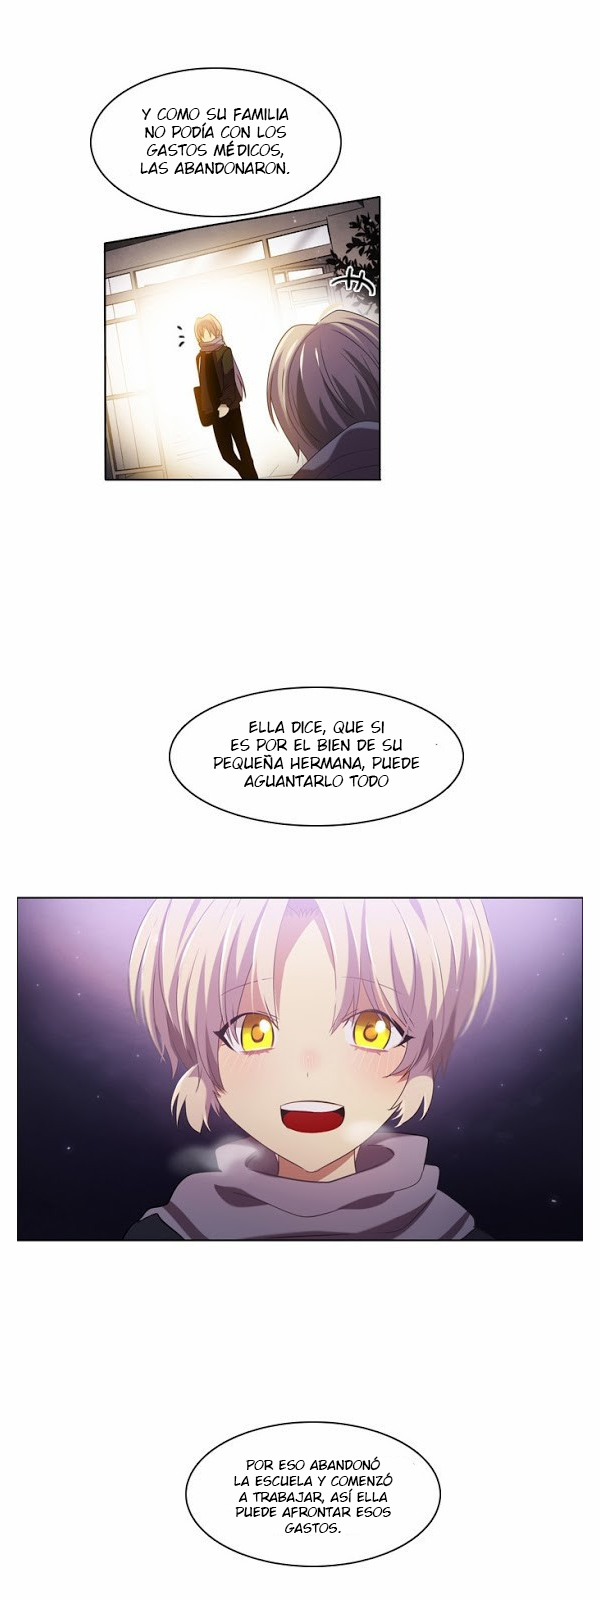 Y COMO SU FAMILIA
NO PODÍA CON LOS
GASTOS MÉDICOS,
LAS ABANDONARON.
ELLA DICE, QUE SI
ES POR EL BIEN DE SU
PEQUEÑA HERMANA, PUEDE
AGUANTARLO TODO
POR ESO ABANDONÓ
LA ESCUELA Y COMENZÓ
A TRABAJAR, ASÍ ELLA
PUEDE AFRONTAR ESOS
GASTOS.